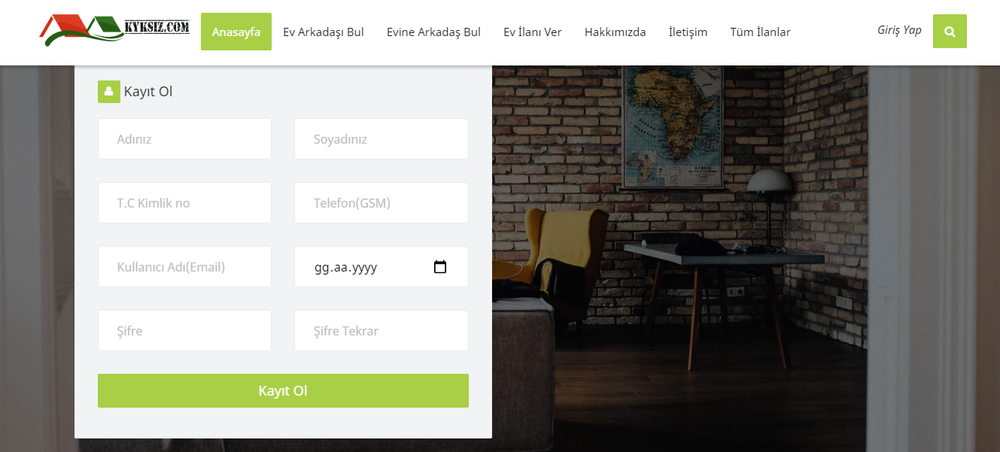 KYKSIZ.COM
Anasayfa
Ev Arkadaşı Bul
Evine Arkadaş Bul
Ev İlanı Ver
Hakkımızda
İletişim
Tüm İlanlar
Giriş Yap
Kayıt Ol
Adınız
Soyadınız
T.C Kimlik no
Telefon(GSM)
Kullanıcı Adı(Email)
gg.aa.yyyy
Şifre
Şifre Tekrar
Kayıt Ol